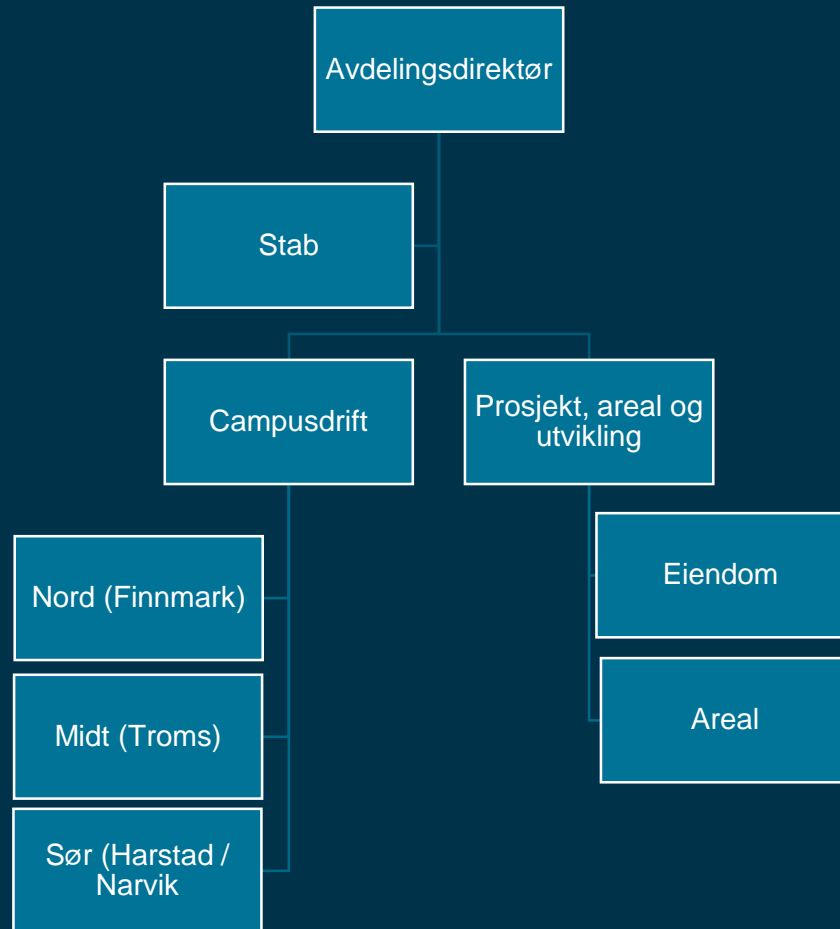 Avdelingsdirektør
Stab
Campusdrift
Prosjekt, areal og
utvikling
Nord (Finnmark)
Eiendom
Midt (Troms)
Areal
Sør (Harstad /
Narvik